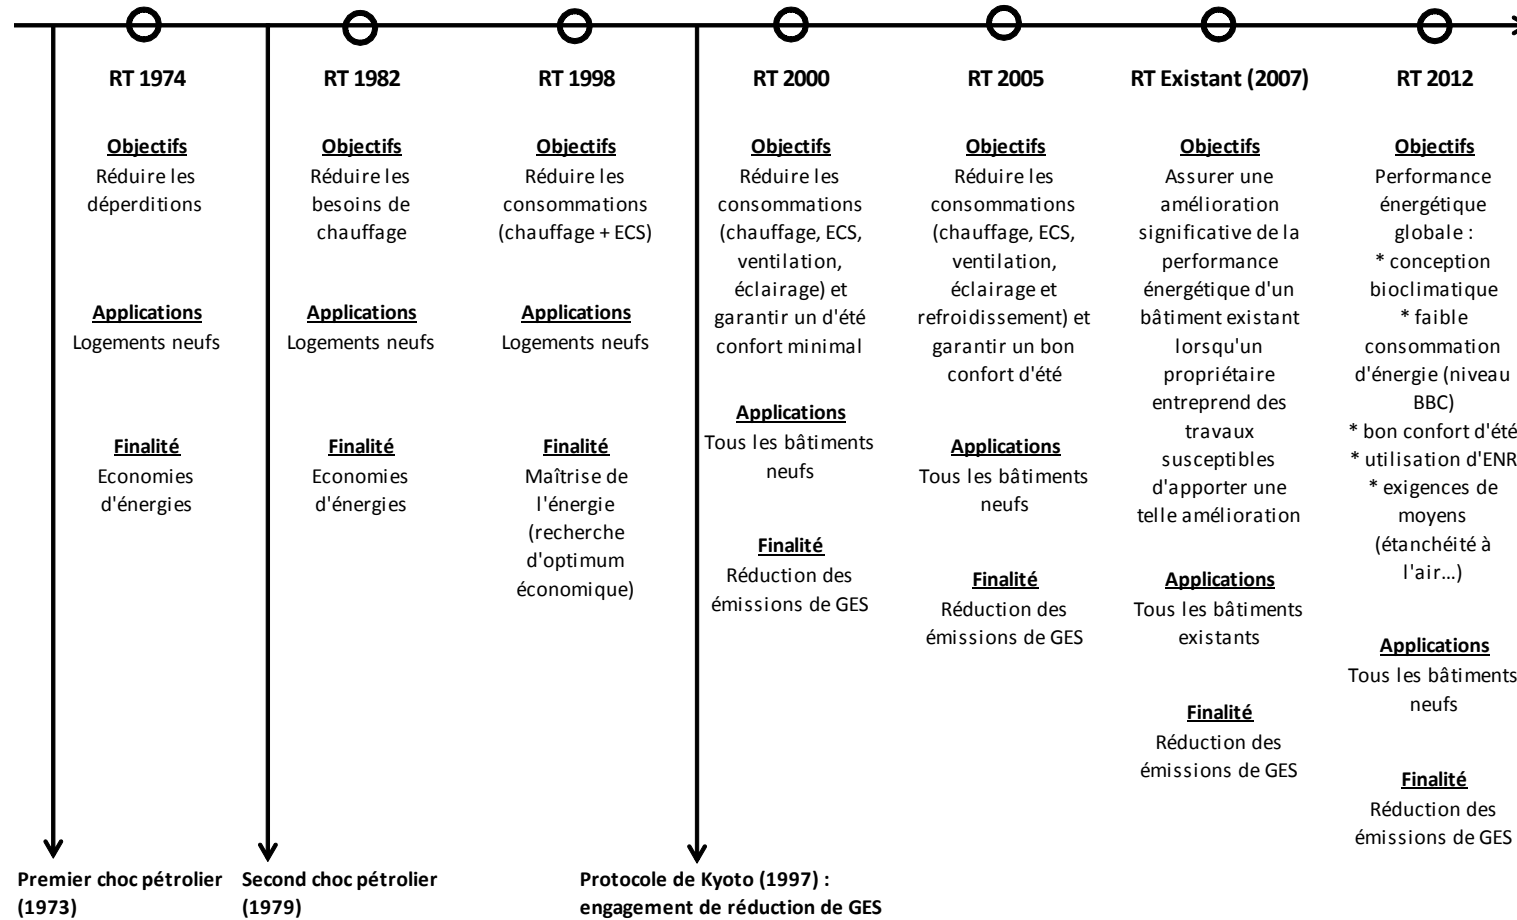 RT 1974
Objectifs
Réduire les
déperditions
Applications
Logements neufs
Finalité
Economies
d'énergies
RT 1982
Objectifs
Réduire les
besoins de
chauffage
Applications
Logements neufs
Finalité
Economies
d'énergies
RT 1998
Objectifs
Réduire les
consommations
(chauffage + ECS)
Applications
Logements neufs
Finalité
Maîtrise de
l'énergie
(recherche
d'optimum
économique)
RT 2000
Objectifs
Réduire les
consommations
(chauffage, ECS,
ventilation,
éclairage) et
garantir un d'été
confort minimal
Applications
Tous les bâtiments
neufs
Finalité
Réduction des
émissions de GES
RT 2005
Objectifs
Réduire les
consommations
(chauffage, ECS,
ventilation,
éclairage et
refroidissement) et
garantir un bon
confort d'été
Applications
Tous les bâtiments
neufs
Finalité
Réduction des
émissions de GES
RT Existant (2007)
Objectifs
Assurer une
amélioration
significative de la
performance
énergétique d'un
bâtiment existant
lorsqu'un
propriétaire
entreprend des
travaux
susceptibles
d'apporter une
telle amélioration
Applications
Tous les bâtiments
existants
Finalité
Réduction des
émissions de GES
RT 2012
Objectifs
Performance
énergétique
globale :
* conception
bioclimatique
* faible
consommation
d'énergie (niveau
BBC)
* bon confort d'été
* utilisation d'ENR
* exigences de
moyens
(étanchéité à
l'air...)
Applications
Tous les bâtiments
neufs
Finalité
Réduction des
émissions de GES
Premier choc pétrolier
(1973)
Second choc pétrolier
(1979)
Protocole de Kyoto (1997) :
engagement de réduction de GES